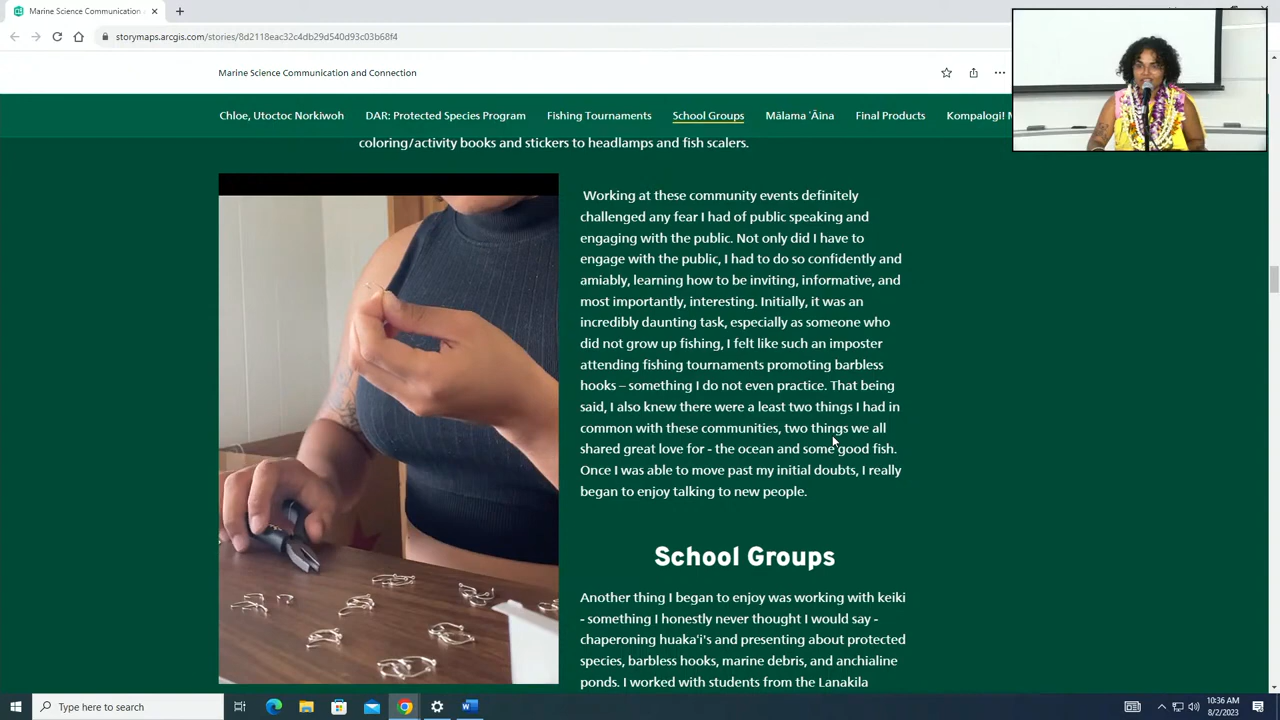 Marine Science Communication
storymaps.arcgis.com/stories/8d2118eac32c4db29d540d93c03b68f4
Marine Science Communication and Connection
Chloe, Utoctoc Norkiwoh
DAR: Protected Species Program
Fishing Tournaments
School Groups
Mālama ʻĀina
Final Products
Kompalogi!
coloring/activity books and stickers to headlamps and fish scalers.
Working at these community events definitely
challenged any fear I had of public speaking and
engaging with the public. Not only did I have to
engage with the public, I had to do so confidently and
amiably, learning how to be inviting, informative, and
most importantly, interesting. Initially, it was an
incredibly daunting task, especially as someone who
did not grow up fishing, I felt like such an imposter
attending fishing tournaments promoting barbless
hooks – something I do not even practice. That being
said, I also knew there were a least two things I had in
common with these communities, two things we all
shared great love for - the ocean and some good fish.
Once I was able to move past my initial doubts, I really
began to enjoy talking to new people.
School Groups
Another thing I began to enjoy was working with keiki
- something I honestly never thought I would say -
chaperoning huakaʻi's and presenting about protected
species, barbless hooks, marine debris, and anchialine
ponds. I worked with students from the Lanakila
Type here to search
10:36 AM
8/2/2023